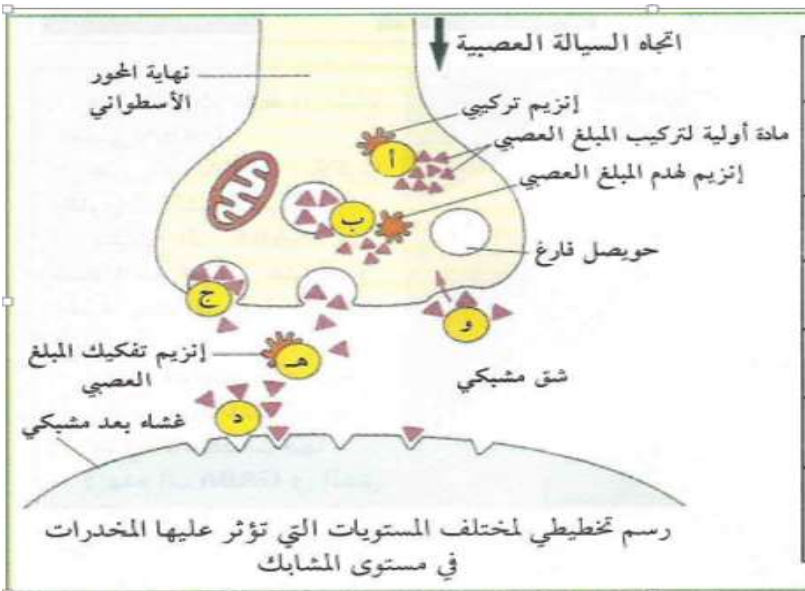 اتجاه السيالة العصبية
نهاية المحور
الأسطواني
إنزيم تركيبي
مادة أولية لتركيب المبلغ العصبي
إنزيم لهدم المبلغ العصبي
أ
ب
حويصل فارغ
ج
و
إنزيم تفكيك المبلغ
العصبي
هـ
شق مشبكي
د
غشاء بعد مشبكي
رسم تخطيطي لمختلف المستويات التي تؤثر عليها المخدرات
في مستوى المشابك